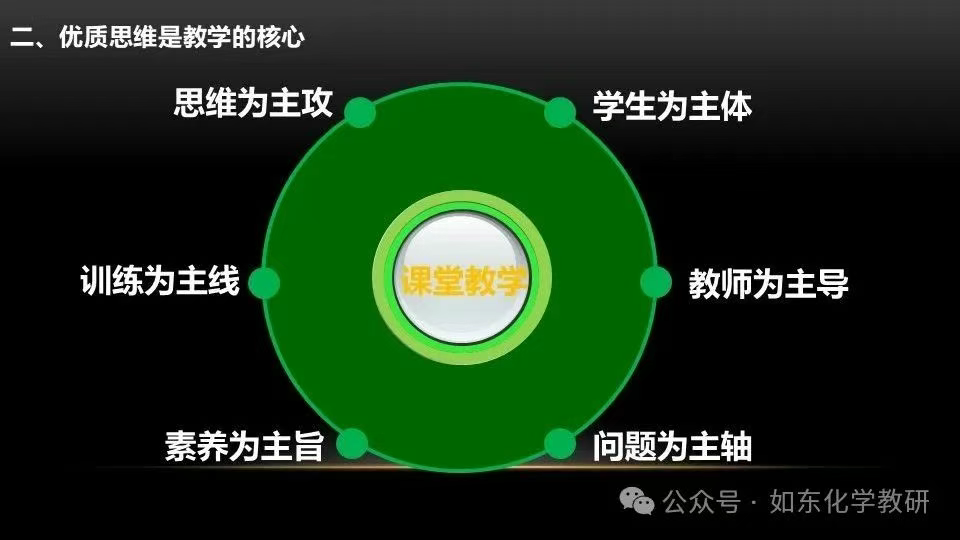 二、优质思维是教学的核心
思维为主攻
学生为主体
训练为主线
课堂教学
教师为主导
素养为主旨
问题为主轴
公众号·如东化学教研